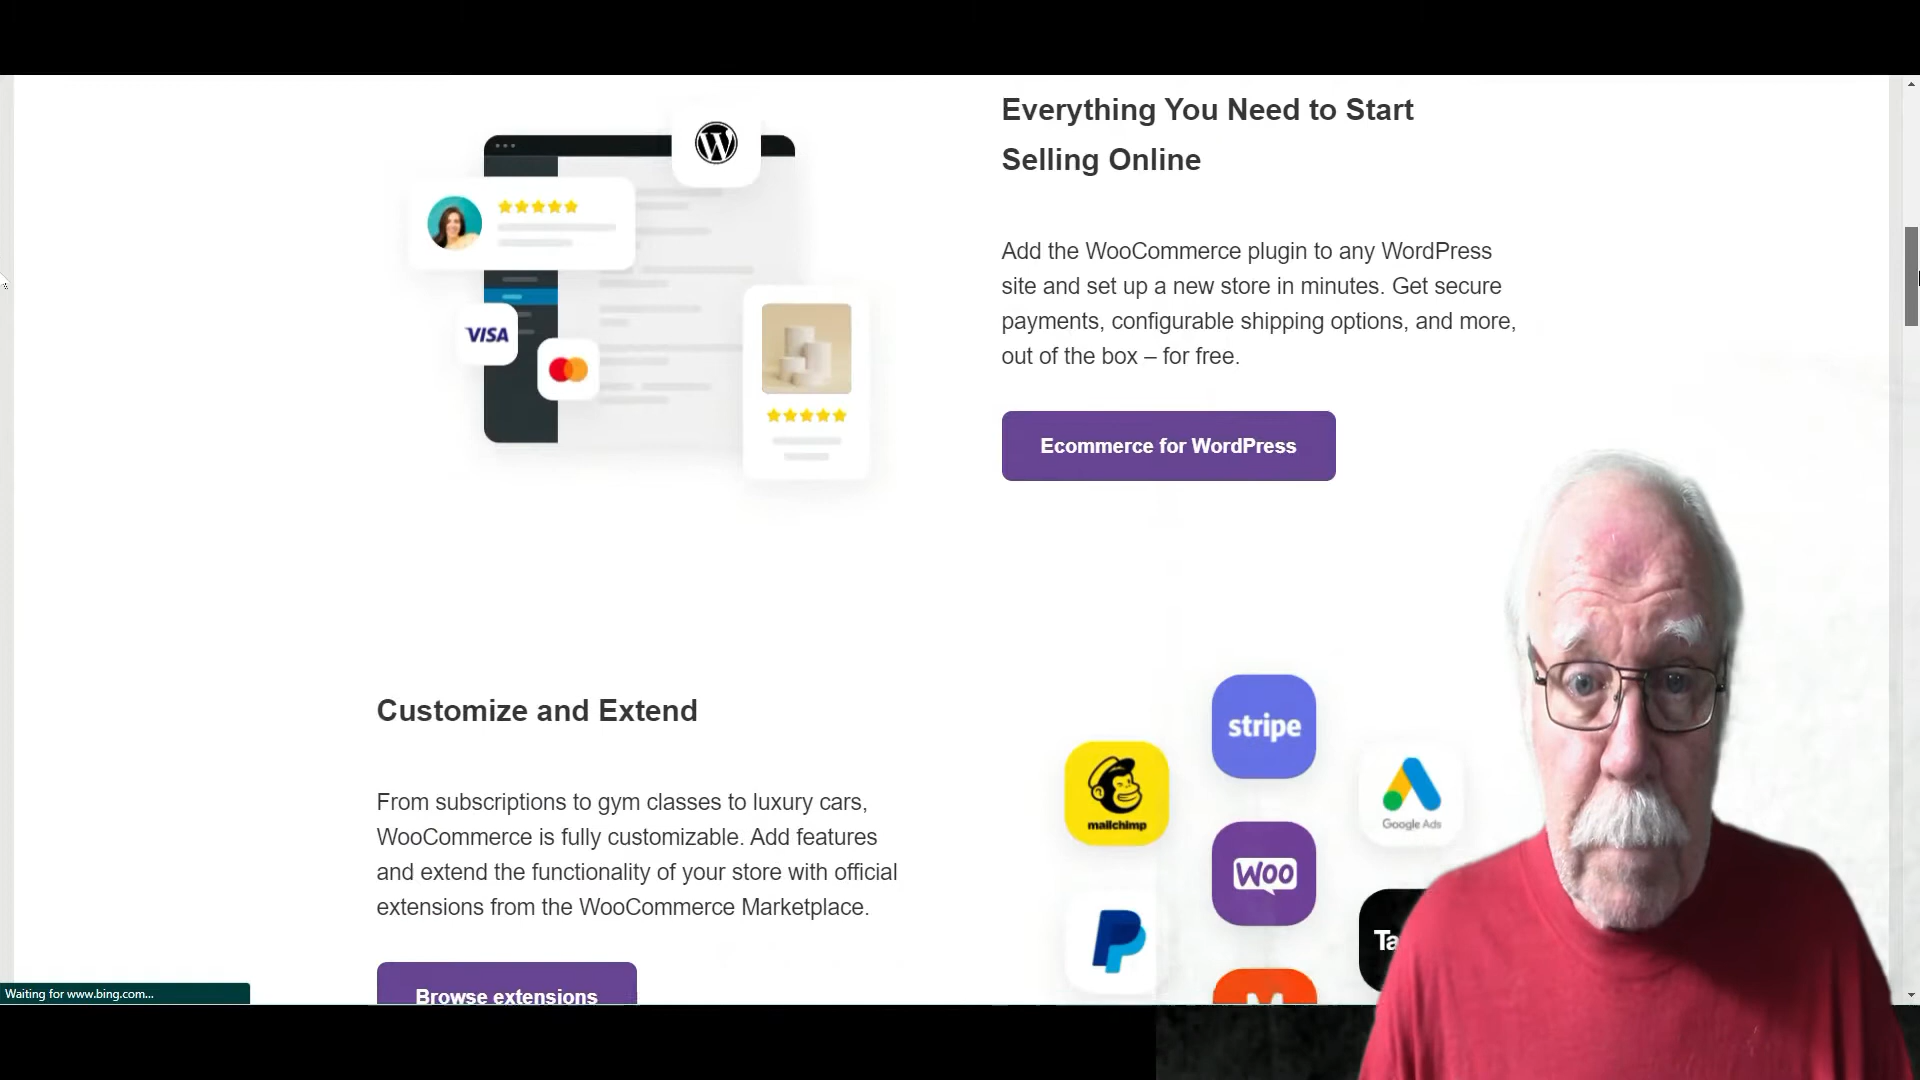 Everything You Need to Start
Selling Online
VISA
Add the WooCommerce plugin to any WordPress
site and set up a new store in minutes. Get secure
payments, configurable shipping options, and more,
out of the box – for free.
Ecommerce for WordPress
Customize and Extend
From subscriptions to gym classes to luxury cars,
WooCommerce is fully customizable. Add features
and extend the functionality of your store with official
extensions from the WooCommerce Marketplace.
Browse extensions
stripe
mailchimp
Google Ads
WOO
Ta
Waiting for www.bing.com...